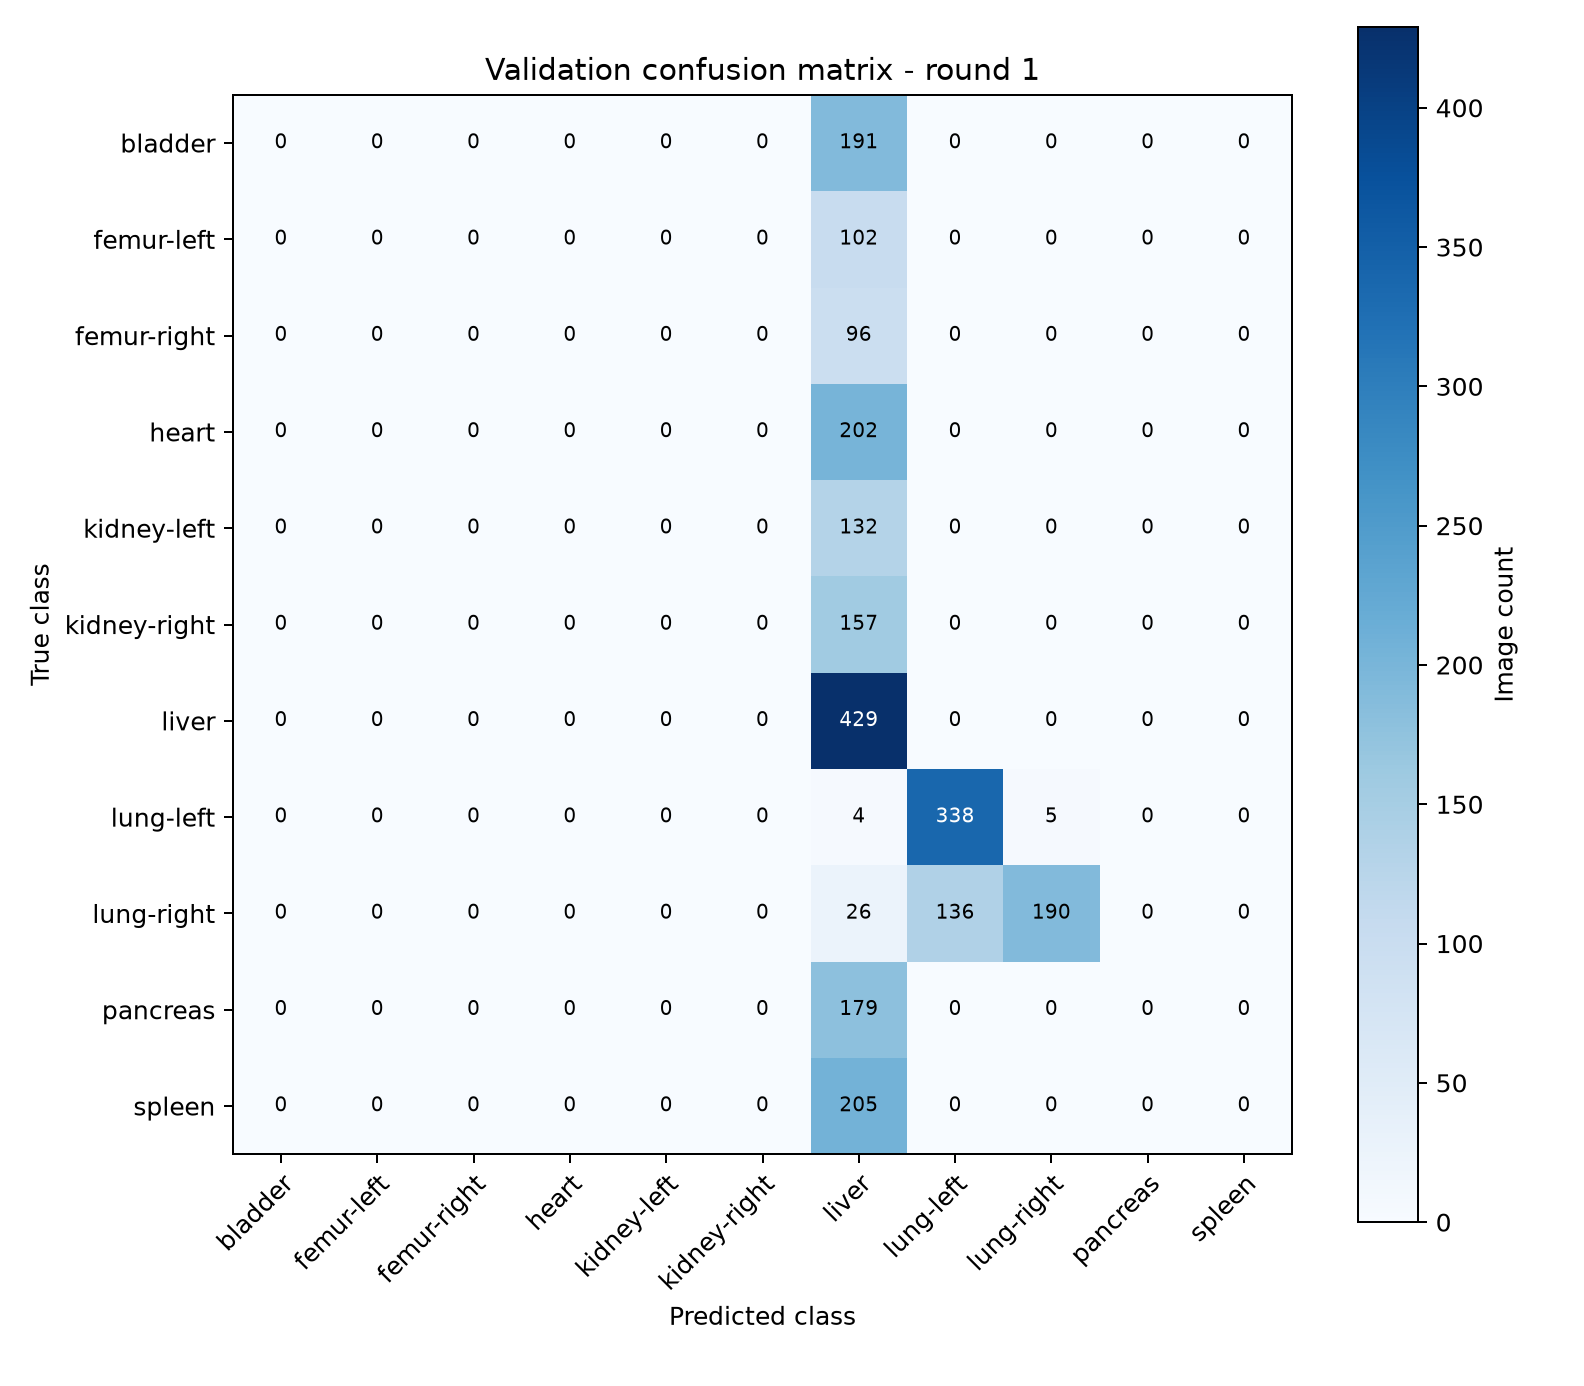 Validation confusion matrix - round 1
True class
bladder 0 0 0 0 0 0 191 0 0 0 0
femur-left 0 0 0 0 0 0 102 0 0 0 0
femur-right 0 0 0 0 0 0 96 0 0 0 0
heart 0 0 0 0 0 0 202 0 0 0 0
kidney-left 0 0 0 0 0 0 132 0 0 0 0
kidney-right 0 0 0 0 0 0 157 0 0 0 0
liver 0 0 0 0 0 0 429 0 0 0 0
lung-left 0 0 0 0 0 0 4 338 5 0 0
lung-right 0 0 0 0 0 0 26 136 190 0 0
pancreas 0 0 0 0 0 0 179 0 0 0 0
spleen 0 0 0 0 0 0 205 0 0 0 0
bladder femur-left femur-right heart kidney-left kidney-right liver lung-left lung-right pancreas spleen
Predicted class
400
350
300
250
200
150
100
50
0
Image count